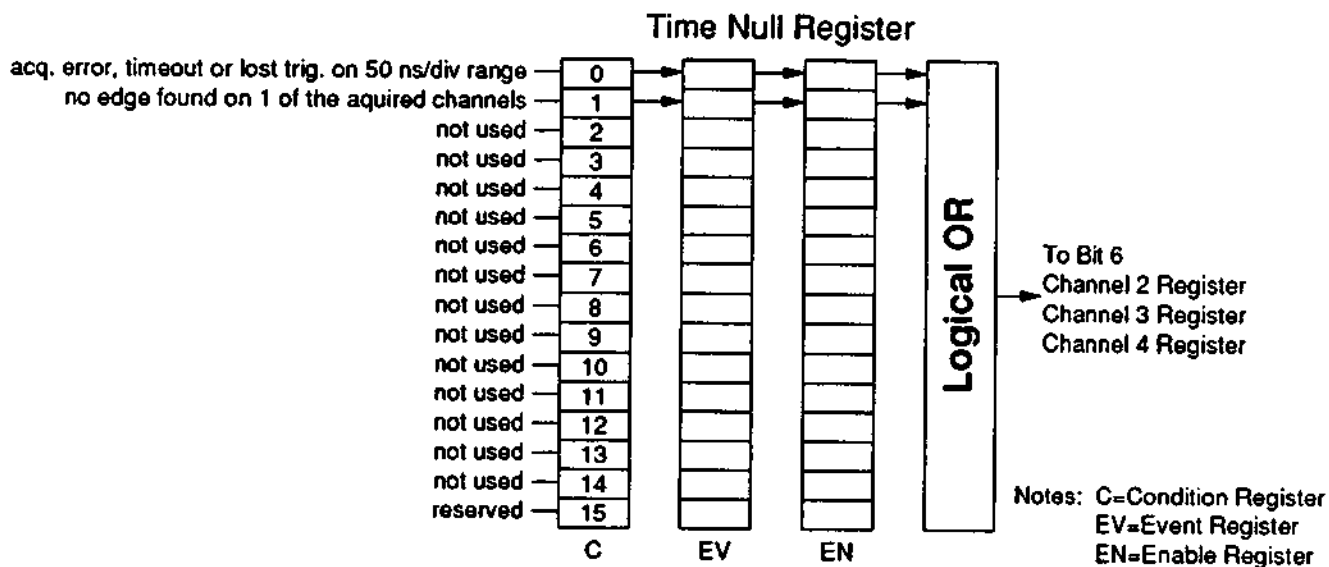 Time Null Register
acq. error, timeout or lost trig. on 50 ns/div range 0
no edge found on 1 of the aquired channels 1
not used 2
not used 3
not used 4
not used 5
not used 6
not used 7
not used 8
not used 9
not used 10
not used 11
not used 12
not used 13
not used 14
reserved 15
C EV EN
Logical OR
To Bit 6
Channel 2 Register
Channel 3 Register
Channel 4 Register
Notes: C=Condition Register
EV=Event Register
EN=Enable Register